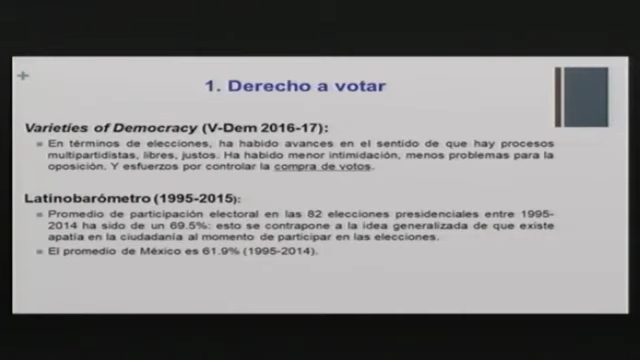 1. Derecho a votar
Varieties of Democracy (V-Dem 2016-17):
En términos de elecciones, ha habido avances en el sentido de que hay procesos
multipartidistas, libres, justos. Ha habido menor intimidación, menos problemas para la
oposición. Y esfuerzos por controlar la compra de votos.
Latinobarómetro (1995-2015):
Promedio de participación electoral en las 82 elecciones presidenciales entre 1995-
2014 ha sido de un 69.5%: esto se contrapone a la idea generalizada de que existe
apatía en la ciudadanía al momento de participar en las elecciones.
El promedio de México es 61.9% (1995-2014).